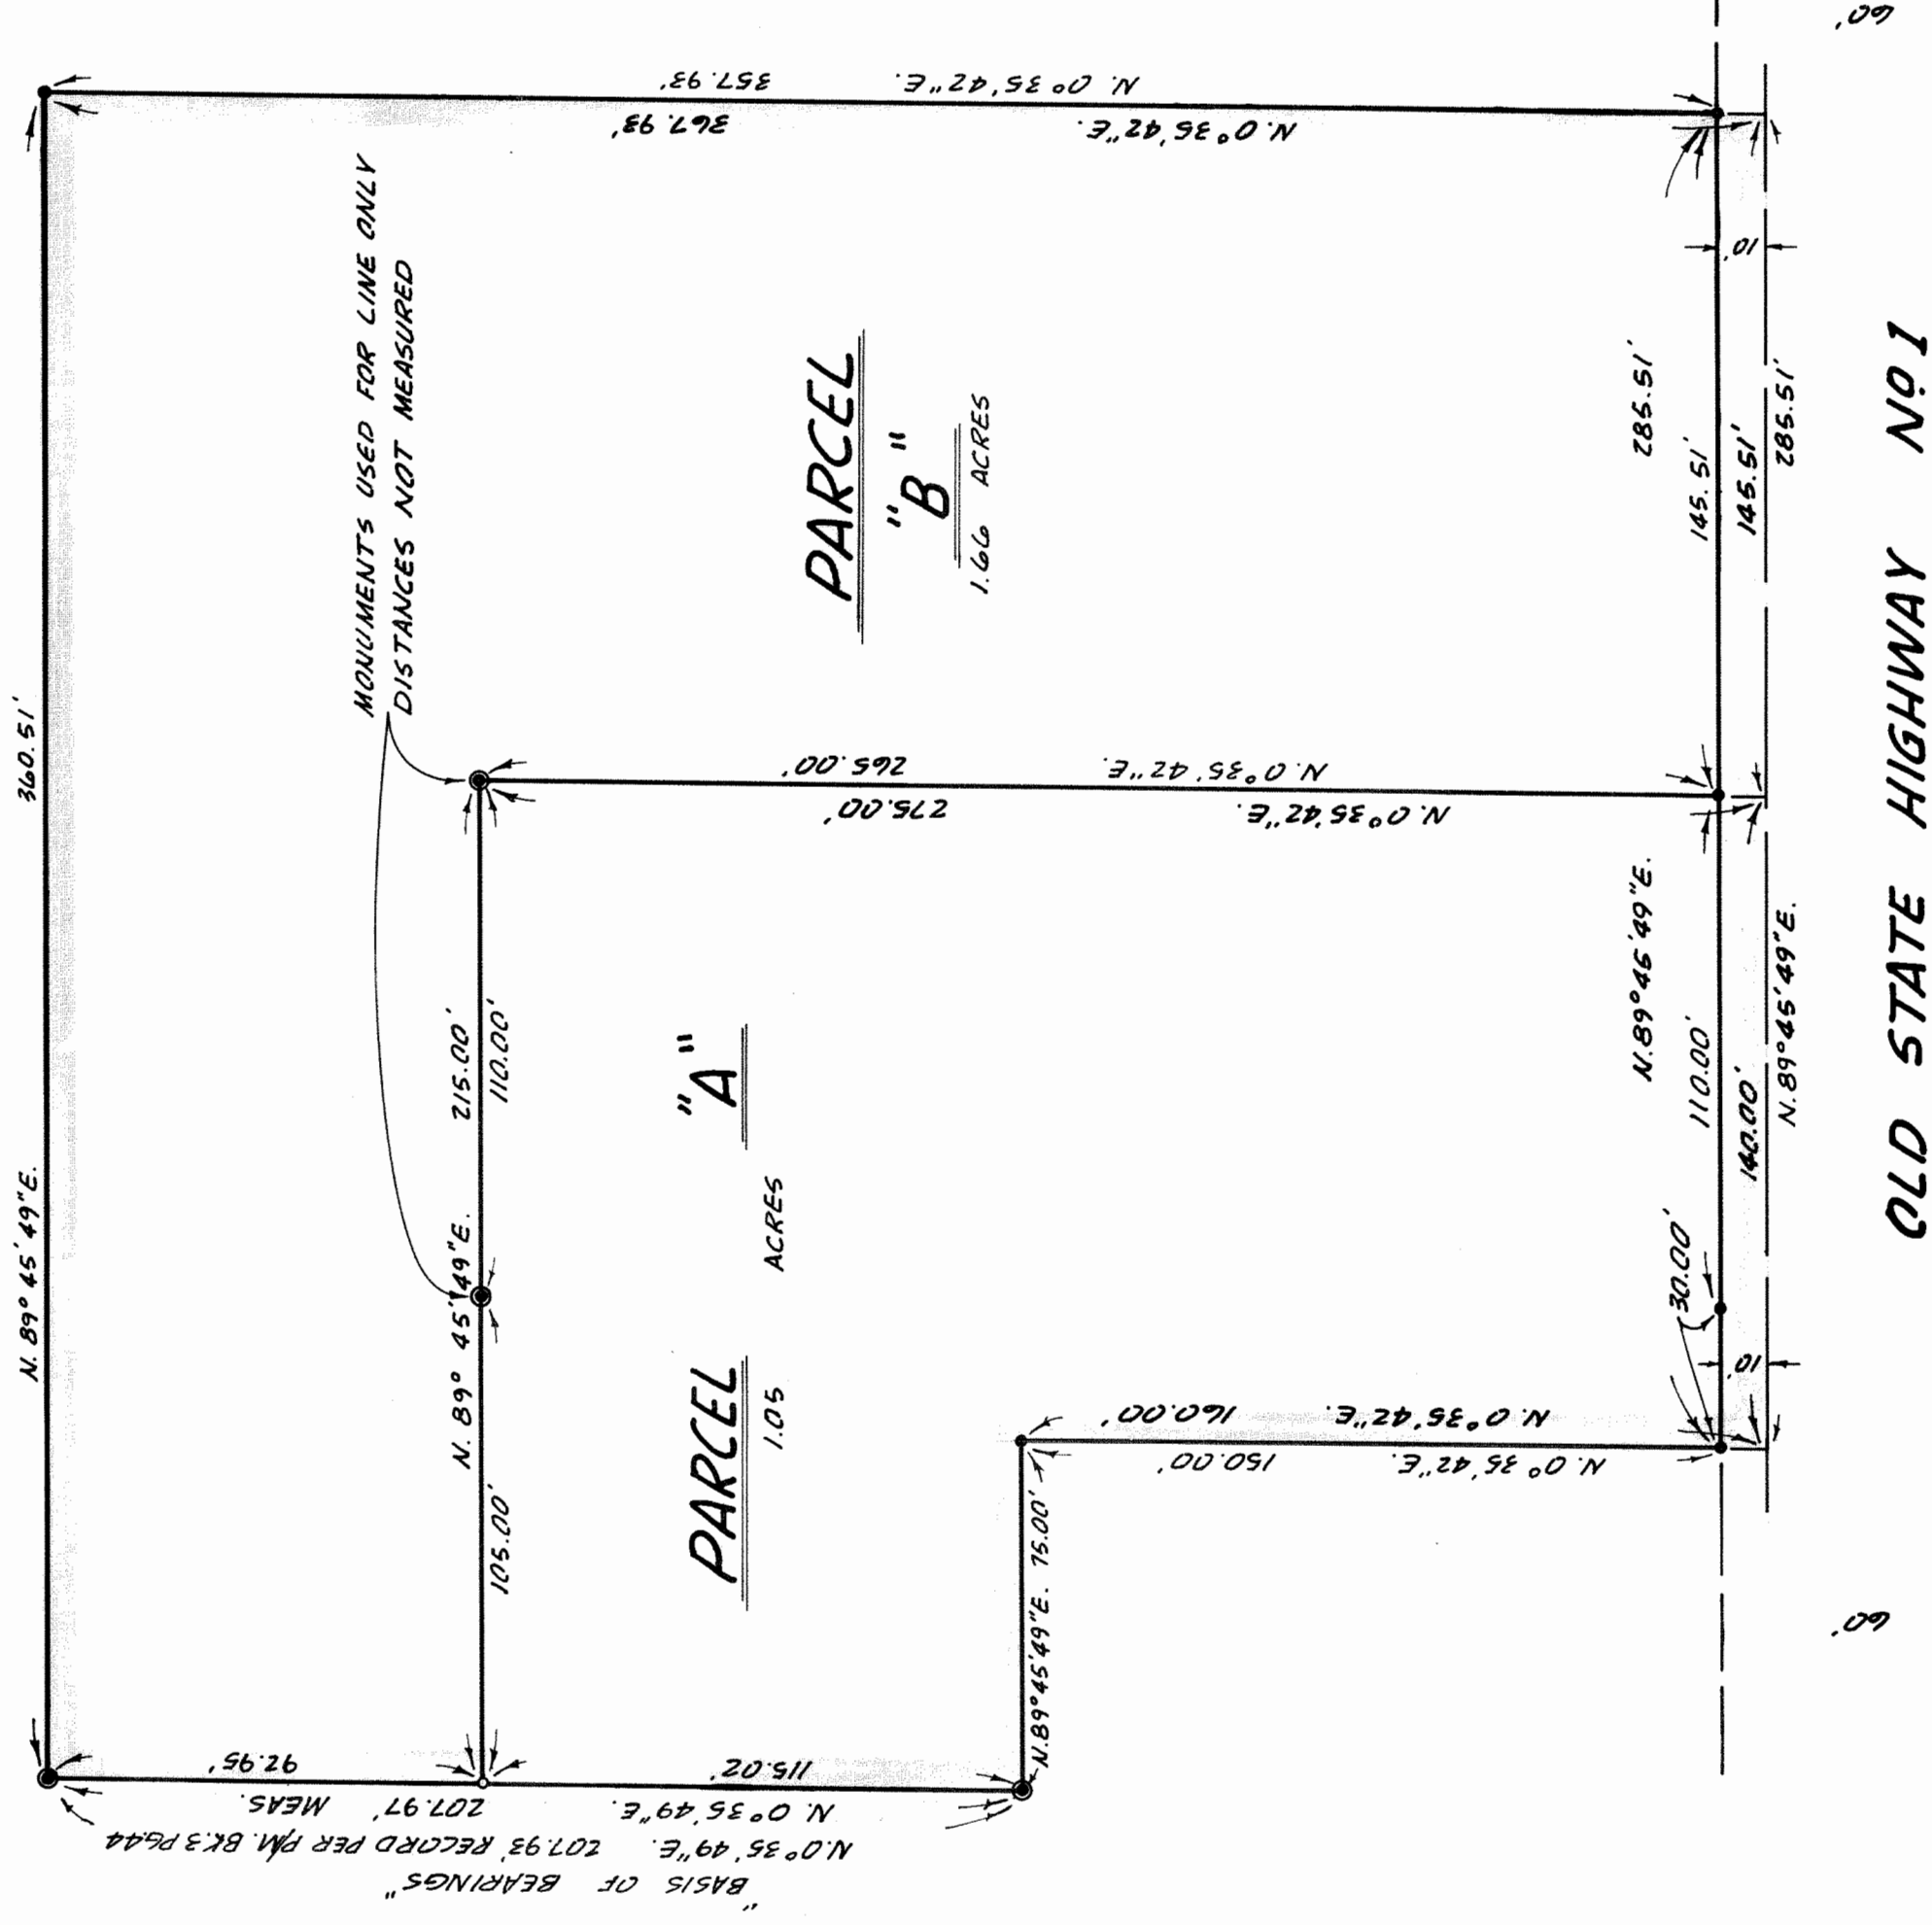 N. 89° 45' 49"E. 360.51'
N. 0° 35' 42"E. 357.93'
N. 0° 35' 42"E. 367.93'
MONUMENTS USED FOR LINE ONLY
DISTANCES NOT MEASURED
N. 89° 45' 49"E. 215.00'
105.00'
110.00'
N. 0° 35' 42"E. 265.00'
N. 0° 35' 42"E. 275.00'
PARCEL "A"
1.05 ACRES
PARCEL
"B"
1.66 ACRES
92.95'
115.02'
N. 0° 35' 49"E. 207.97' MEAS.
N. 0° 35' 49"E. 207.93' RECORD PER P/M. BK.3 PG.44
"BASIS OF BEARINGS"
N. 89° 45' 49"E. 75.00'
N. 0° 35' 42"E. 160.00'
N. 0° 35' 42"E. 150.00'
N. 89° 45' 49"E. 285.51'
30.00'
110.00'
145.51'
10'
140.00'
145.51'
10'
N. 89° 45' 49"E. 285.51'
60'
60'
OLD STATE HIGHWAY NO. 1